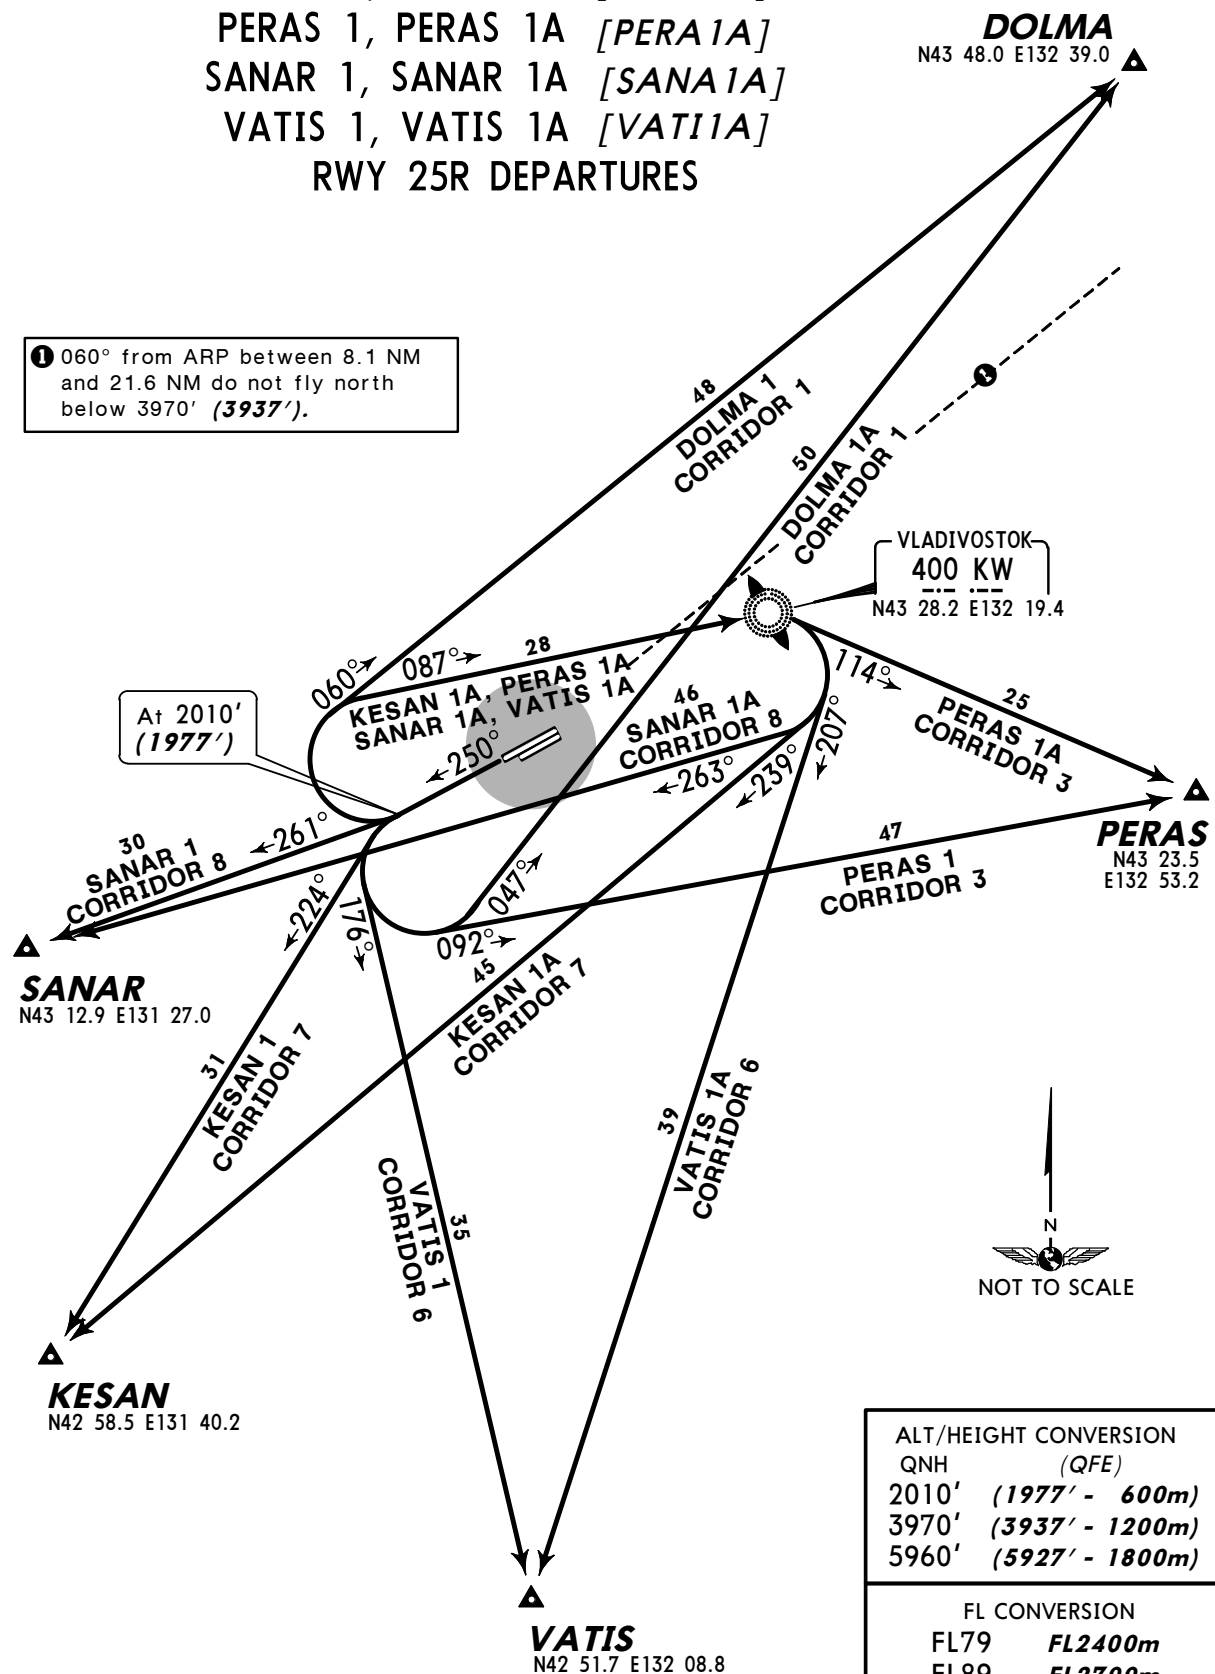 PERAS 1, PERAS 1A [PERA1A]
SANAR 1, SANAR 1A [SANA1A]
VATIS 1, VATIS 1A [VATI1A]
RWY 25R DEPARTURES
DOLMA
N43 48.0 E132 39.0
1 060° from ARP between 8.1 NM
and 21.6 NM do not fly north
below 3970' (3937').
48
DOLMA 1
CORRIDOR 1
50
DOLMA 1A
CORRIDOR 1
VLADIVOSTOK
400 KW
N43 28.2 E132 19.4
060°
087°
28
KESAN 1A, PERAS 1A
SANAR 1A, VATIS 1A
At 2010'
(1977')
250°
46
SANAR 1A
CORRIDOR 8
263°
239°
207°
114°
25
PERAS 1A
CORRIDOR 3
PERAS
N43 23.5
E132 53.2
47
PERAS 1
CORRIDOR 3
30
SANAR 1
CORRIDOR 8
261°
224°
176°
092°
047°
SANAR
N43 12.9 E131 27.0
45
KESAN 1A
CORRIDOR 7
31
KESAN 1
CORRIDOR 7
39
VATIS 1A
CORRIDOR 6
35
VATIS 1
CORRIDOR 6
N
NOT TO SCALE
KESAN
N42 58.5 E131 40.2
VATIS
N42 51.7 E132 08.8
ALT/HEIGHT CONVERSION
QNH (QFE)
2010' (1977' - 600m)
3970' (3937' - 1200m)
5960' (5927' - 1800m)
FL CONVERSION
FL79 FL2400m
FL89 FL2700m